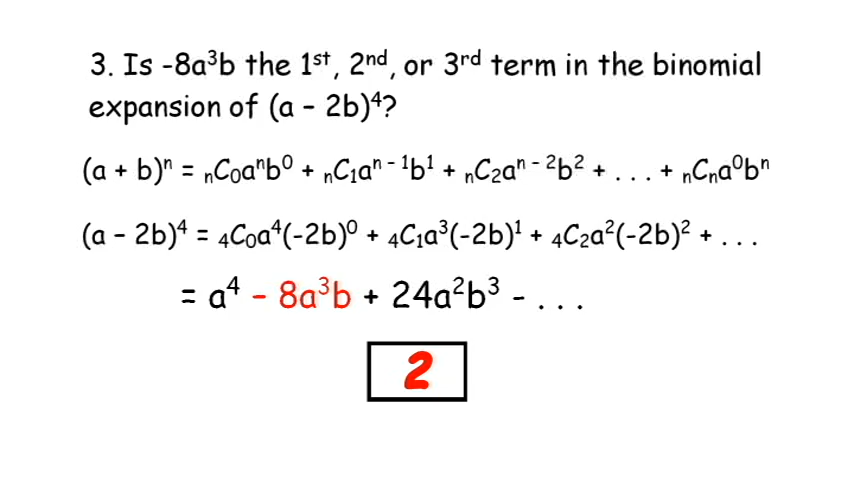 3. Is -8a³b the 1ˢᵗ, 2ⁿᵈ, or 3ʳᵈ term in the binomial
expansion of (a – 2b)⁴?
(a + b)ⁿ = ₙC₀aⁿb⁰ + ₙC₁aⁿ⁻¹b¹ + ₙC₂aⁿ⁻²b² + . . . + ₙCₙa⁰bⁿ
(a – 2b)⁴ = ₄C₀a⁴(-2b)⁰ + ₄C₁a³(-2b)¹ + ₄C₂a²(-2b)² + . . .
= a⁴ – 8a³b + 24a²b³ - . . .
2